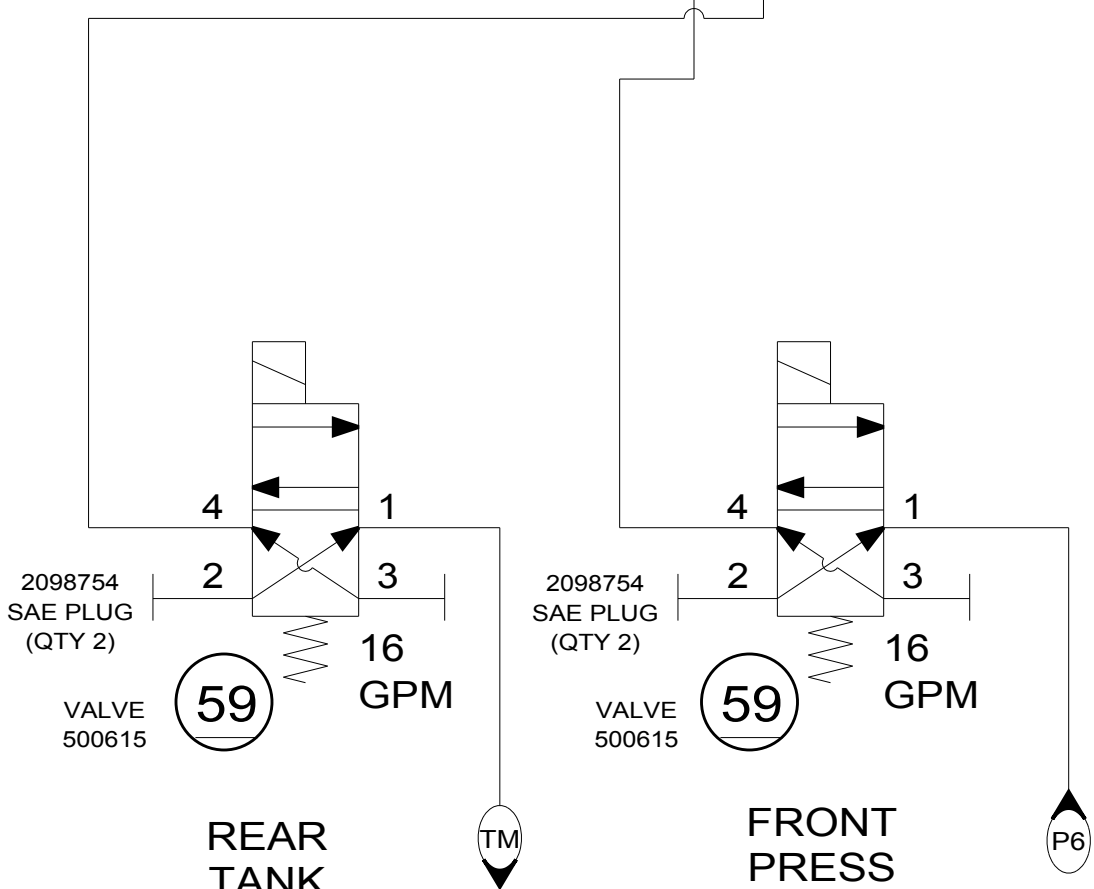 4
1
2
3
2098754
SAE PLUG
(QTY 2)
16
GPM
59
VALVE
500615
REAR
TANK
TM
4
1
2
3
2098754
SAE PLUG
(QTY 2)
16
GPM
59
VALVE
500615
FRONT
PRESS
P6